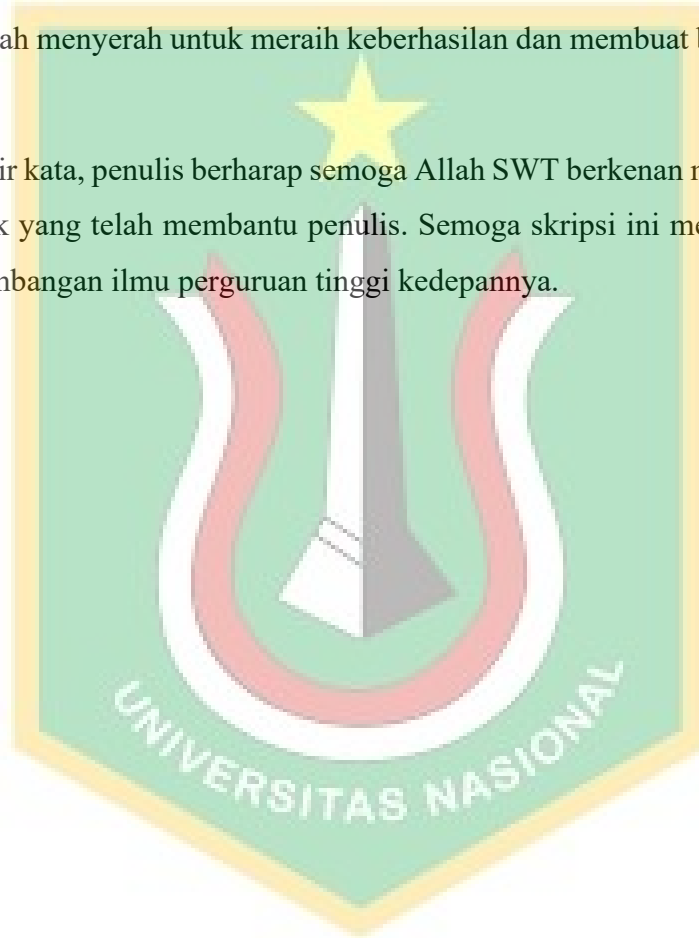 ah menyerah untuk meraih keberhasilan dan membuat
ir kata, penulis berharap semoga Allah SWT berkenan
k yang telah membantu penulis. Semoga skripsi ini me
mbangan ilmu perguruan tinggi kedepannya.
UNIVERSITAS NASIONAL